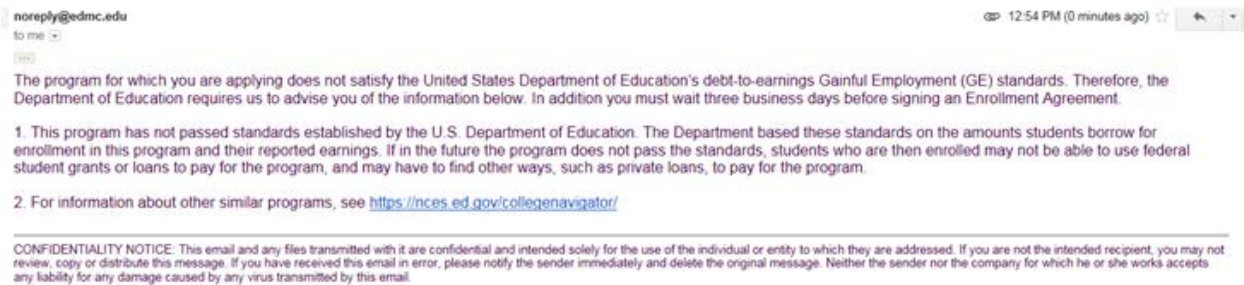 noreply@edmc.edu
12:54 PM (0 minutes ago)
to me
The program for which you are applying does not satisfy the United States Department of Education's debt-to-earnings Gainful Employment (GE) standards. Therefore, the
Department of Education requires us to advise you of the information below. In addition you must wait three business days before signing an Enrollment Agreement.
1. This program has not passed standards established by the U.S. Department of Education. The Department based these standards on the amounts students borrow for
enrollment in this program and their reported earnings. If in the future the program does not pass the standards, students who are then enrolled may not be able to use federal
student grants or loans to pay for the program, and may have to find other ways, such as private loans, to pay for the program.
2. For information about other similar programs, see https://nces.ed.gov/collegenavigator/
CONFIDENTIALITY NOTICE: This email and any files transmitted with it are confidential and intended solely for the use of the individual or entity to which they are addressed. If you are not the intended recipient, you may not
review, copy or distribute this message. If you have received this email in error, please notify the sender immediately and delete the original message. Neither the sender nor the company for which he or she works accepts
any liability for any damage caused by any virus transmitted by this email.